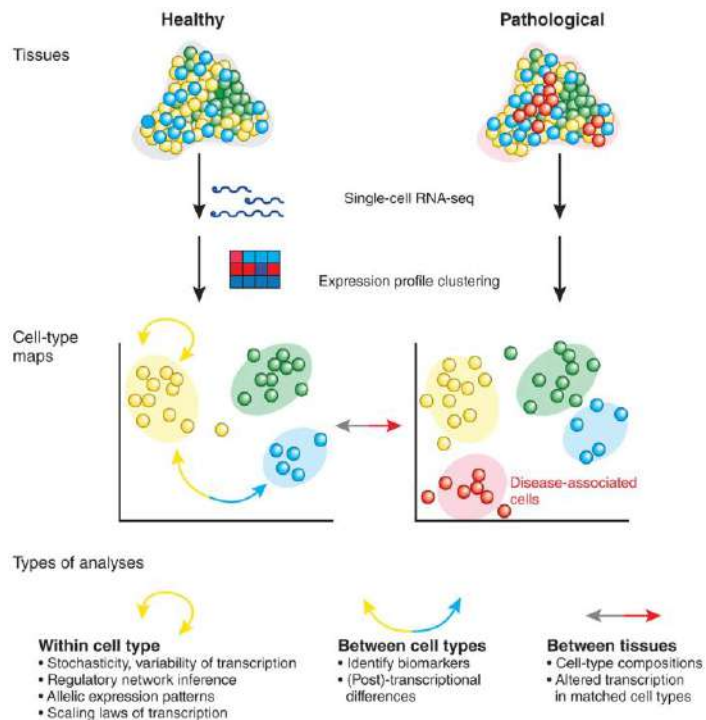 Healthy
Pathological
Tissues
Single-cell RNA-seq
Expression profile clustering
Cell-type
maps
Disease-associated
cells
Types of analyses
Within cell type
• Stochasticity, variability of transcription
• Regulatory network inference
• Allelic expression patterns
• Scaling laws of transcription
Between cell types
• Identify biomarkers
• (Post)-transcriptional
differences
Between tissues
• Cell-type compositions
• Altered transcription
in matched cell types